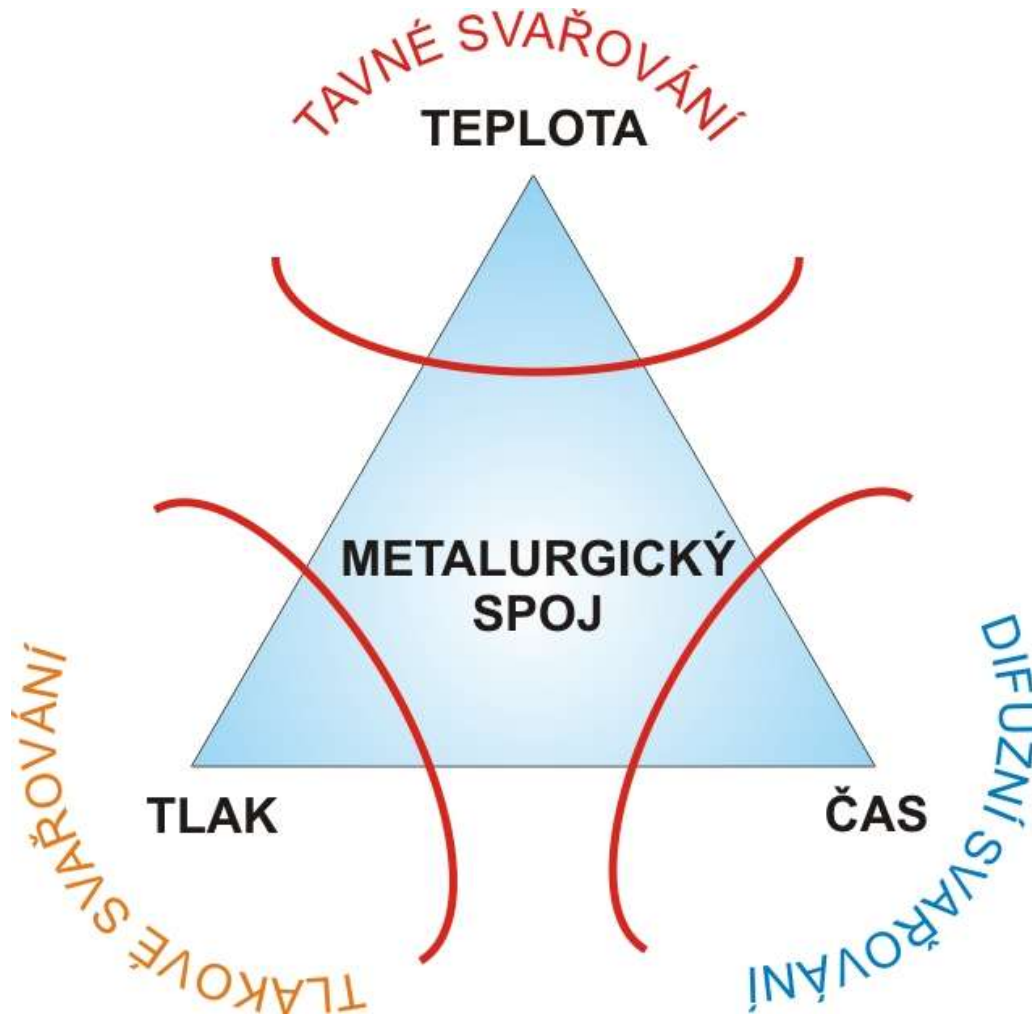 TAVNÉ SVAŘOVÁNÍ
TEPLOTA
METALURGICKÝ
SPOJ
TLAK
ČAS
TLAKOVÉ SVAŘOVÁNÍ
DIFUZNÍ SVAŘOVÁNÍ